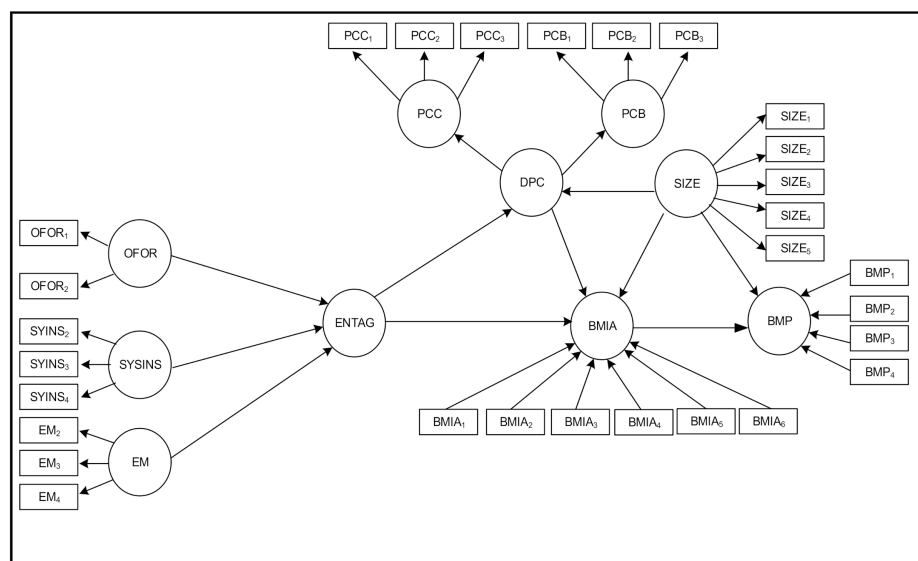 PCC1 PCC2 PCC3 PCB1 PCB2 PCB3
PCC PCB
SIZE1
SIZE2
SIZE3
SIZE4
SIZE5
DPC SIZE
OFOR1
OFOR2
OFOR
SYINS2
SYINS3
SYINS4
SYSINS
EM2
EM3
EM4
EM
ENTAG BMIA BMP
BMP1
BMP2
BMP3
BMP4
BMIA1 BMIA2 BMIA3 BMIA4 BMIA5 BMIA6